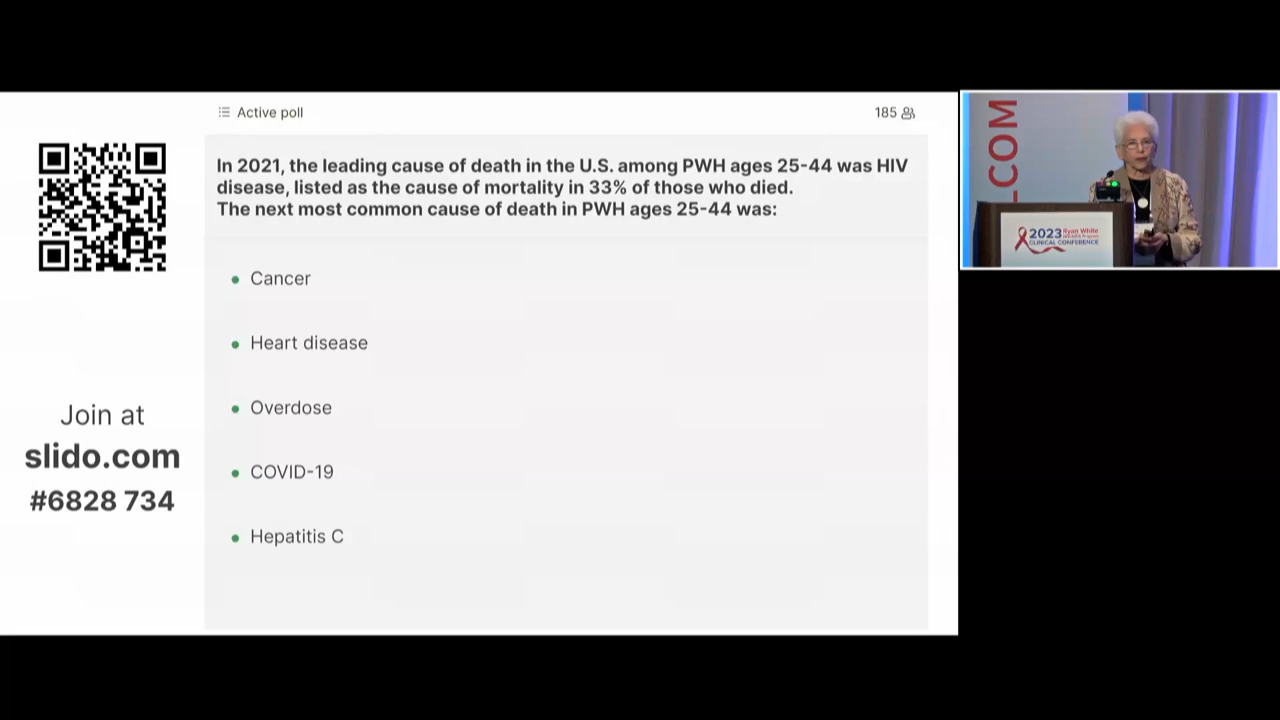 Active poll
185
In 2021, the leading cause of death in the U.S. among PWH ages 25-44 was HIV
disease, listed as the cause of mortality in 33% of those who died.
The next most common cause of death in PWH ages 25-44 was:
Cancer
Heart disease
Overdose
COVID-19
Hepatitis C
Join at
slido.com
#6828 734
.COM
2023 Ryan White
CLINICAL CONFERENCE